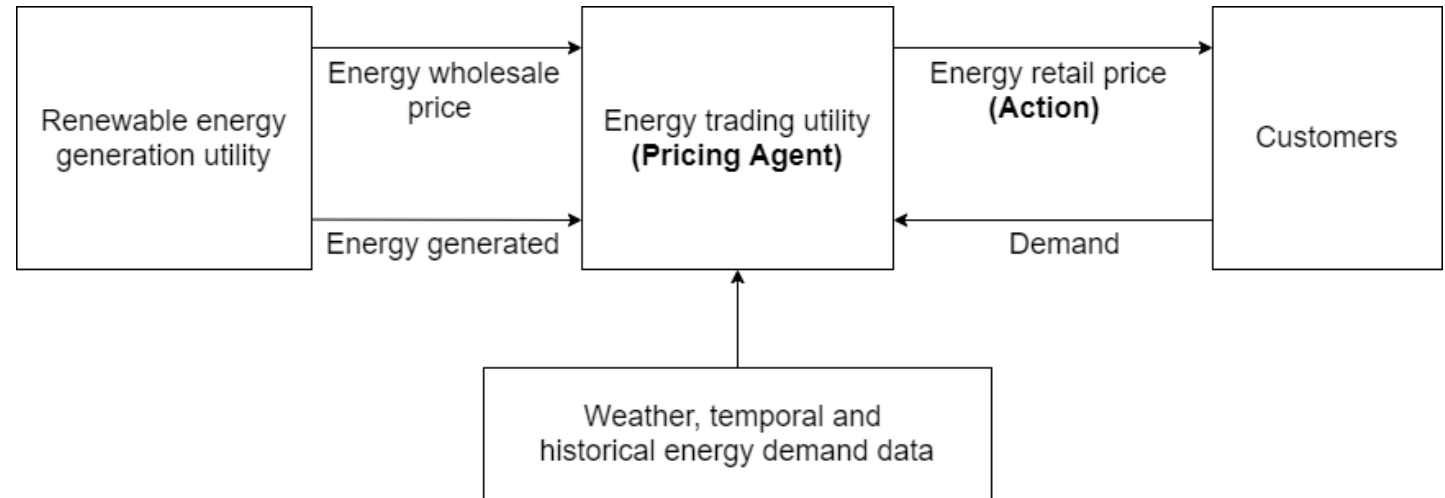 Renewable energy
generation utility
Energy wholesale
price
Energy generated
Energy trading utility
(Pricing Agent)
Energy retail price
(Action)
Demand
Customers
Weather, temporal and
historical energy demand data